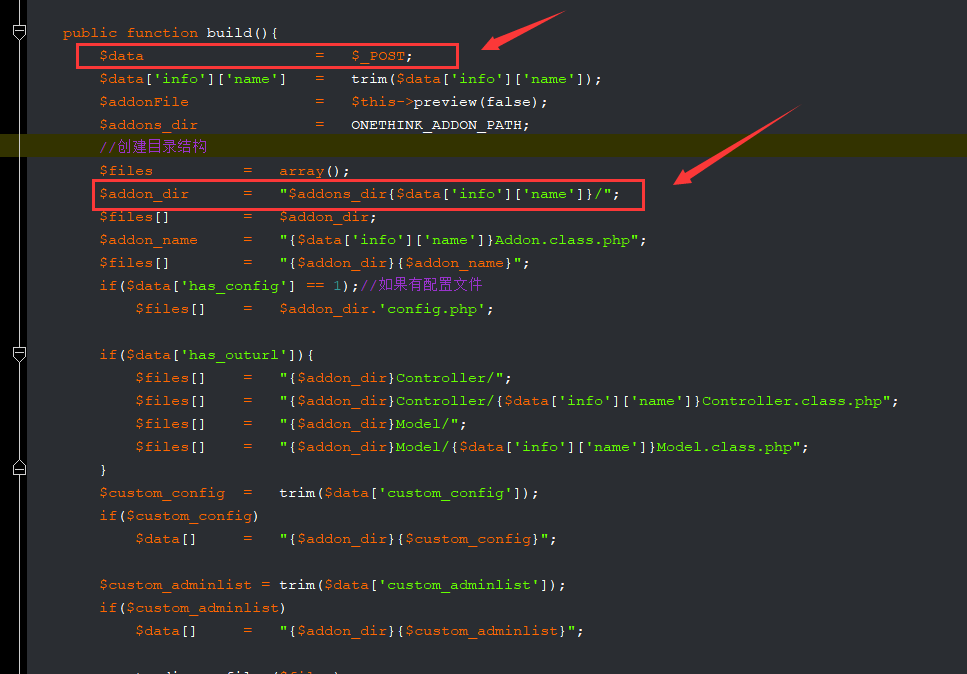 public function build(){
$data = $_POST;
$data['info']['name'] = trim($data['info']['name']);
$addonFile = $this->preview(false);
$addons_dir = ONETHINK_ADDON_PATH;
//创建目录结构
$files = array();
$addon_dir = "$addons_dir{$data['info']['name']}/";
$files[] = $addon_dir;
$addon_name = "{$data['info']['name']}Addon.class.php";
$files[] = "{$addon_dir}{$addon_name}";
if($data['has_config'] == 1);//如果有配置文件
$files[] = $addon_dir.'config.php';
if($data['has_outurl']){
$files[] = "{$addon_dir}Controller/";
$files[] = "{$addon_dir}Controller/{$data['info']['name']}Controller.class.php";
$files[] = "{$addon_dir}Model/";
$files[] = "{$addon_dir}Model/{$data['info']['name']}Model.class.php";
}
$custom_config = trim($data['custom_config']);
if($custom_config)
$data[] = "{$addon_dir}{$custom_config}";
$custom_adminlist = trim($data['custom_adminlist']);
if($custom_adminlist)
$data[] = "{$addon_dir}{$custom_adminlist}";